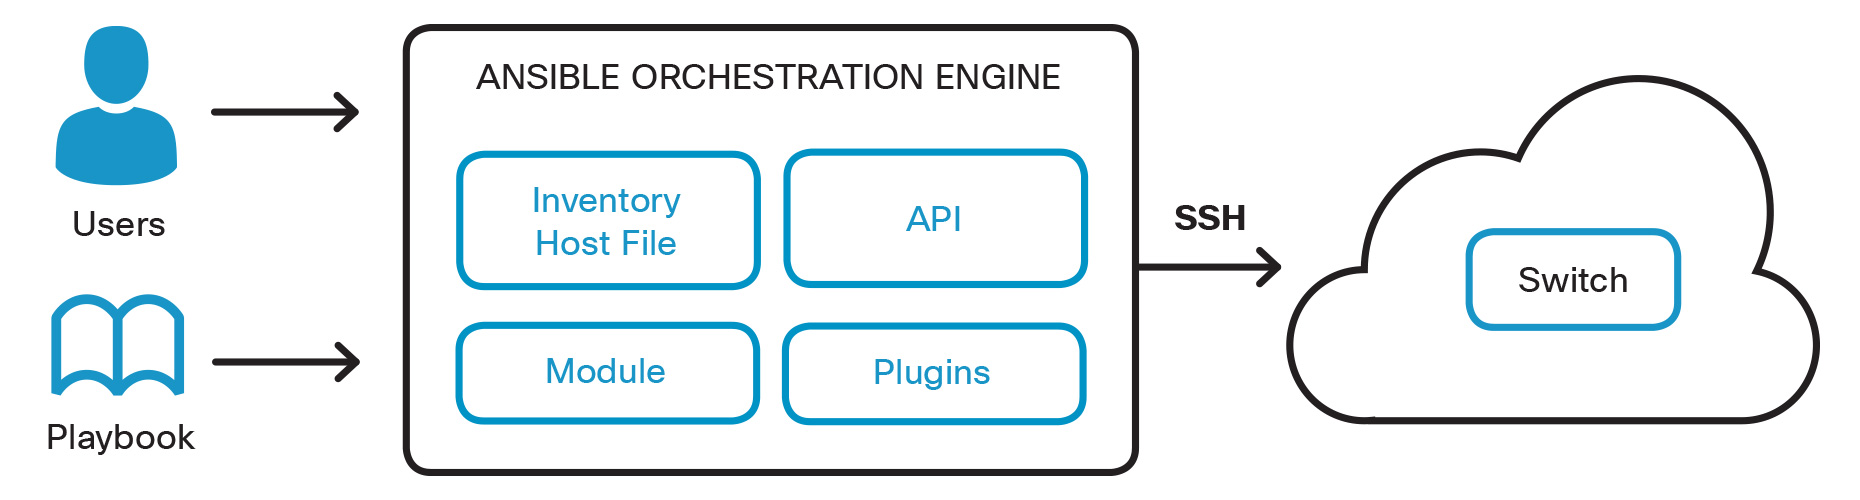 Users
Playbook
ANSIBLE ORCHESTRATION ENGINE
Inventory
Host File
API
Module
Plugins
SSH
Switch